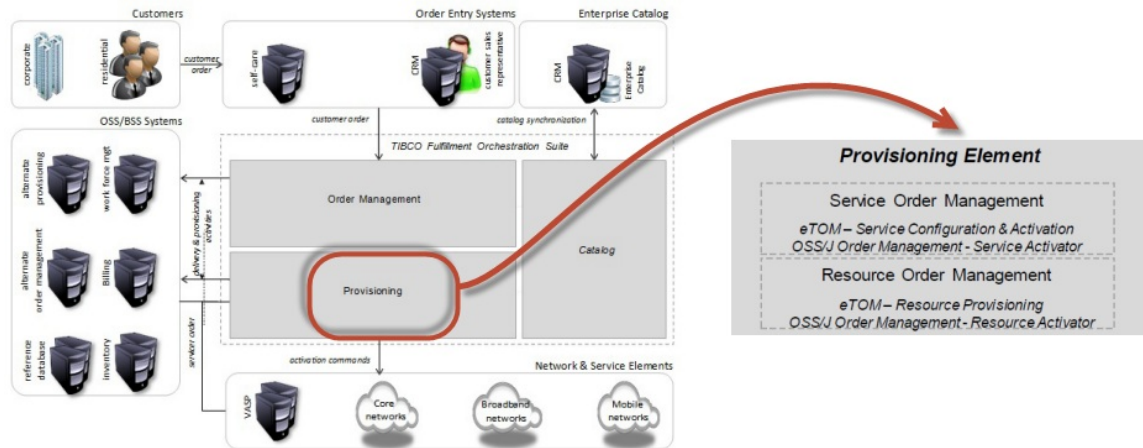 Customers
corporate
residential
customer
order
Order Entry Systems
self-care
CRM
customer sales
representative
Enterprise Catalog
CRM
Enterprise
Catalog
customer order
catalog synchronization
OSS/BSS Systems
alternate
provisioning
work force mgt
alternate
order management
Billing
reference
database
inventory
delivery & provisioning
activities
servicer order
TIBCO Fulfillment Orchestration Suite
Order Management
Provisioning
Catalog
activation commands
Network & Service Elements
VASP
Core
networks
Broadband
networks
Mobile
networks
Provisioning Element
Service Order Management
eTOM – Service Configuration & Activation
OSS/J Order Management - Service Activator
Resource Order Management
eTOM – Resource Provisioning
OSS/J Order Management - Resource Activator